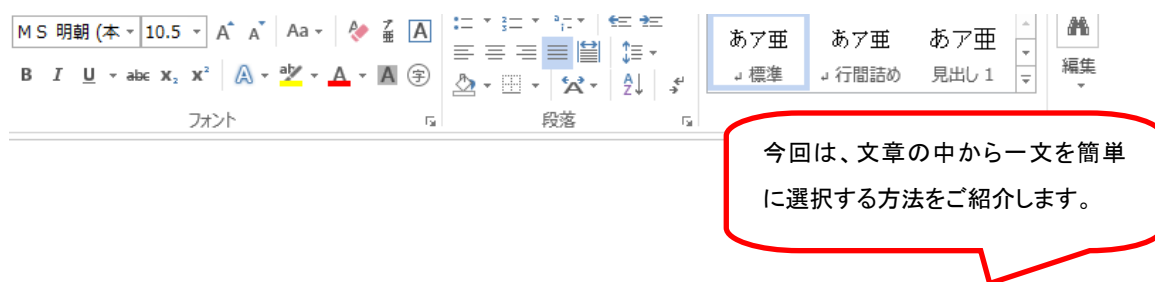 MS 明朝 (本
10.5
A A Aa ア亜 A
B I U abc X₂ X² A aby A A 字
A Z
フォント
段落
あア亜
標準
あア亜
行間詰め
あア亜
見出し 1
編集
今回は、文章の中から一文を簡単
に選択する方法をご紹介します。